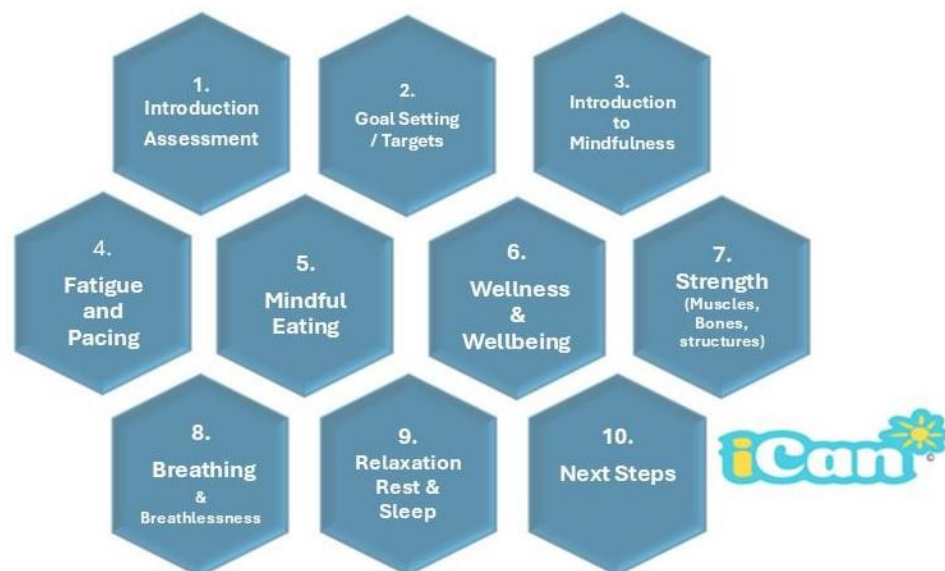 1.
Introduction
Assessment
2.
Goal Setting
/ Targets
3.
Introduction
to
Mindfulness
4.
Fatigue
and
Pacing
5.
Mindful
Eating
6.
Wellness
&
Wellbeing
7.
Strength
(Muscles,
Bones,
structures)
8.
Breathing
&
Breathlessness
9.
Relaxation
Rest &
Sleep
10.
Next Steps
iCan
©